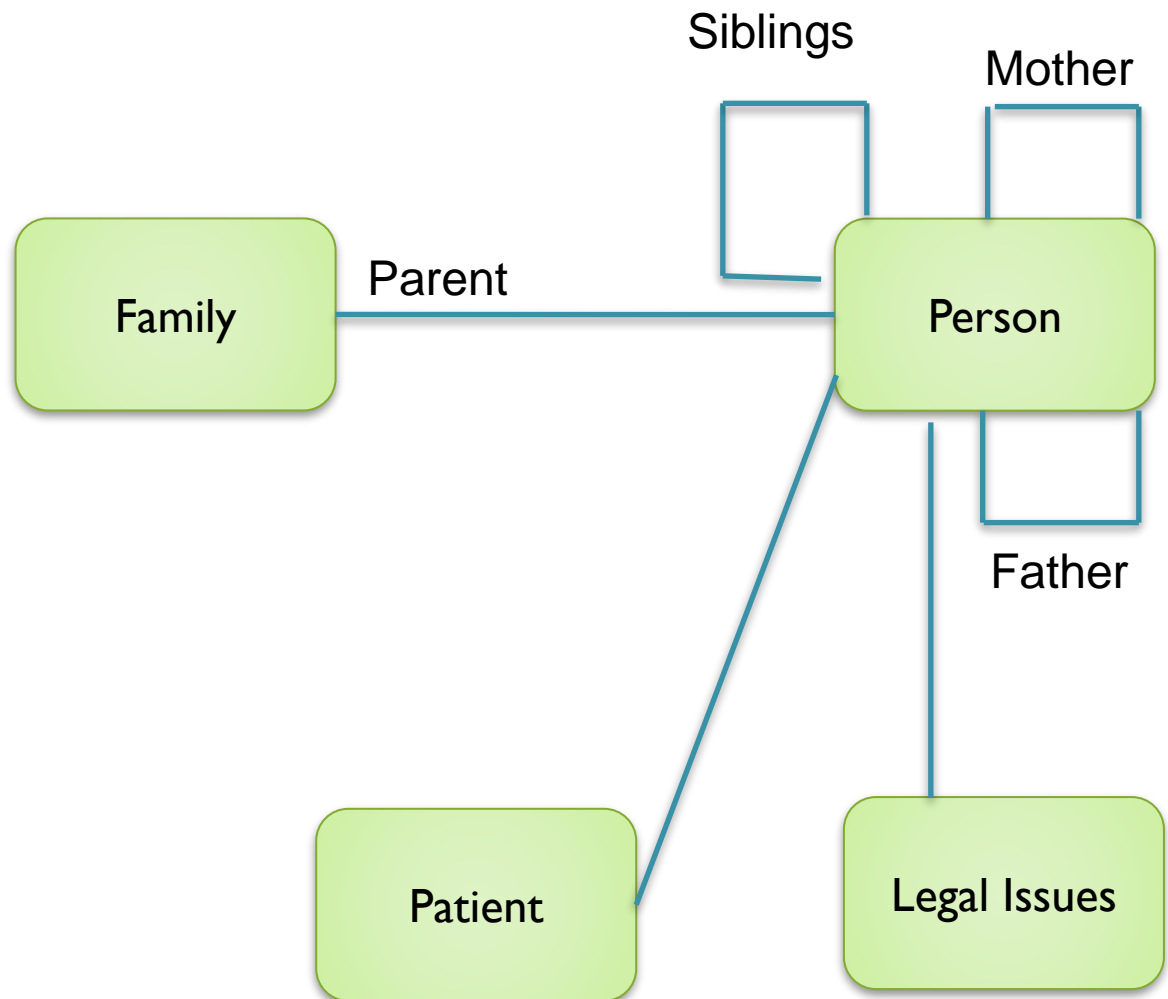 Siblings
Mother
Family
Parent
Person
Father
Patient
Legal Issues